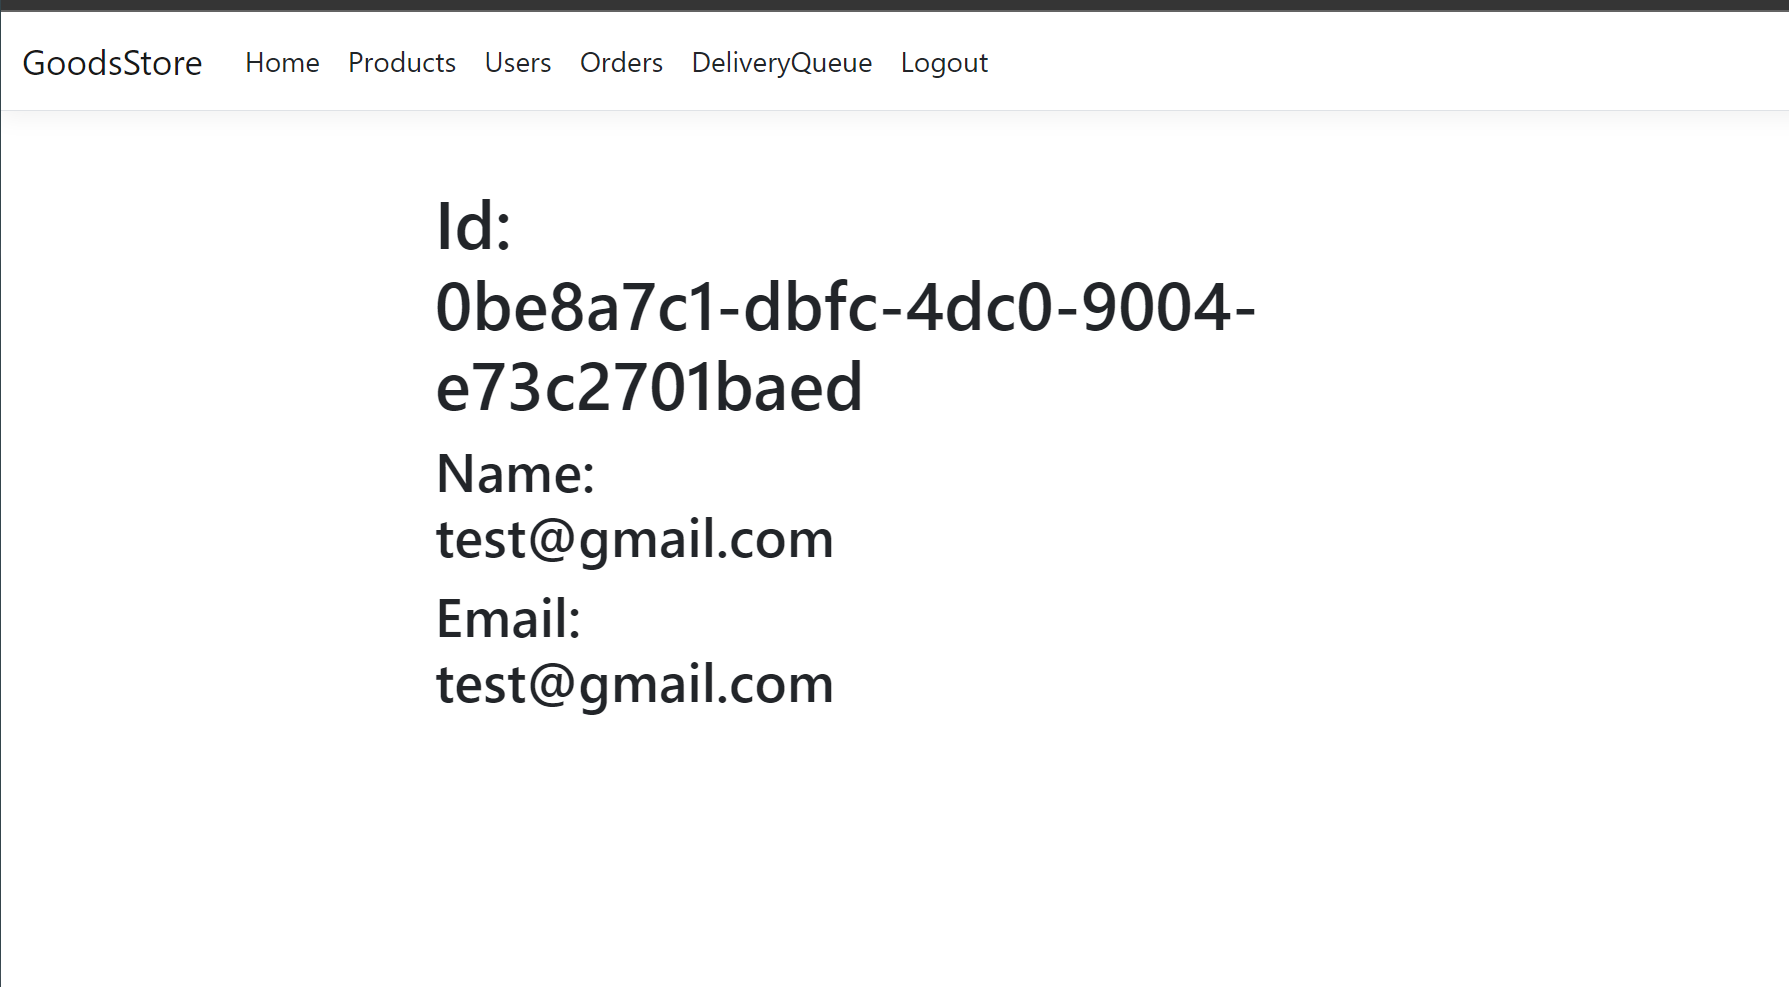 GoodsStore Home Products Users Orders DeliveryQueue Logout
Id:
0be8a7c1-dbfc-4dc0-9004-
e73c2701baed
Name:
test@gmail.com
Email:
test@gmail.com